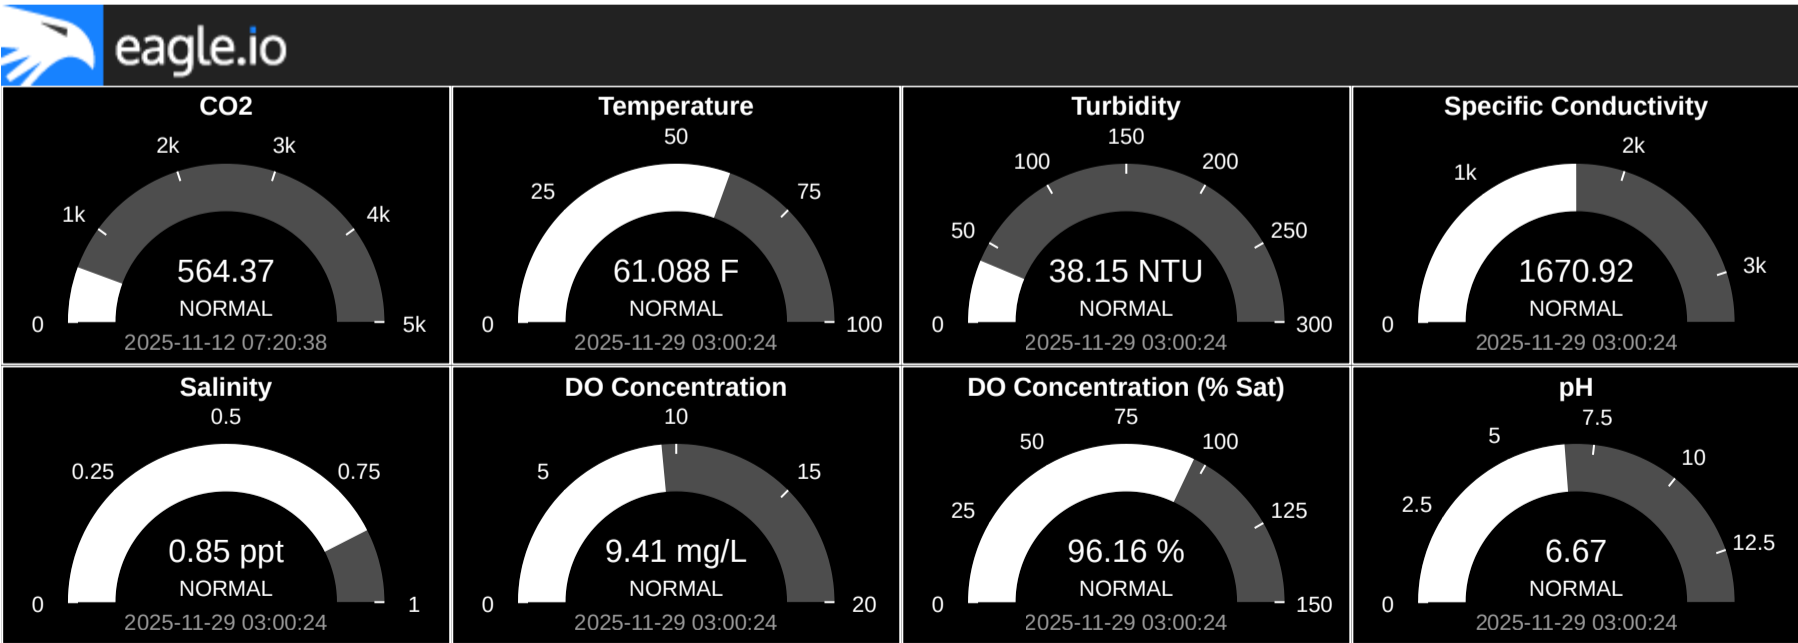 eagle.io
CO2
2k
3k
1k
4k
564.37
NORMAL
0
5k
2025-11-12 07:20:38
Temperature
50
25
75
61.088 F
NORMAL
0
100
2025-11-29 03:00:24
Turbidity
150
100
200
50
250
38.15 NTU
NORMAL
0
300
2025-11-29 03:00:24
Specific Conductivity
2k
1k
3k
1670.92
NORMAL
0
2025-11-29 03:00:24
Salinity
0.5
0.25
0.75
0.85 ppt
NORMAL
0
1
2025-11-29 03:00:24
DO Concentration
10
5
15
9.41 mg/L
NORMAL
0
20
2025-11-29 03:00:24
DO Concentration (% Sat)
75
50
100
25
125
96.16 %
NORMAL
0
150
2025-11-29 03:00:24
pH
7.5
5
10
2.5
12.5
6.67
NORMAL
0
2025-11-29 03:00:24